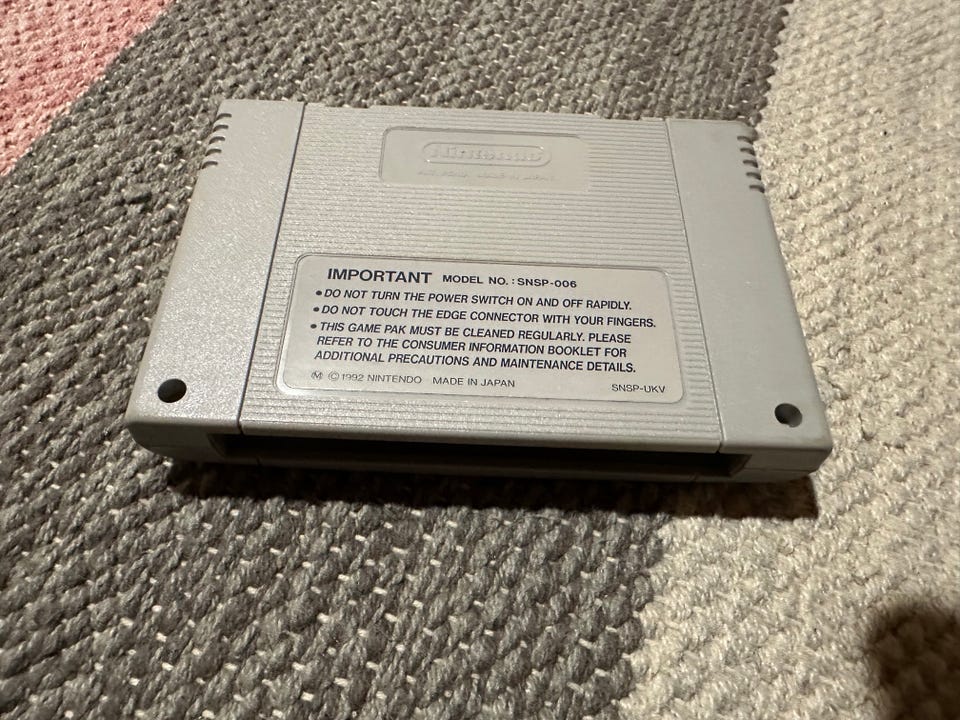 Nintendo
IMPORTANT MODEL NO. : SNSP-006
• DO NOT TURN THE POWER SWITCH ON AND OFF RAPIDLY.
• DO NOT TOUCH THE EDGE CONNECTOR WITH YOUR FINGERS.
• THIS GAME PAK MUST BE CLEANED REGULARLY. PLEASE
REFER TO THE CONSUMER INFORMATION BOOKLET FOR
ADDITIONAL PRECAUTIONS AND MAINTENANCE DETAILS.
Ⓜ © 1992 NINTENDO MADE IN JAPAN SNSP-UKV